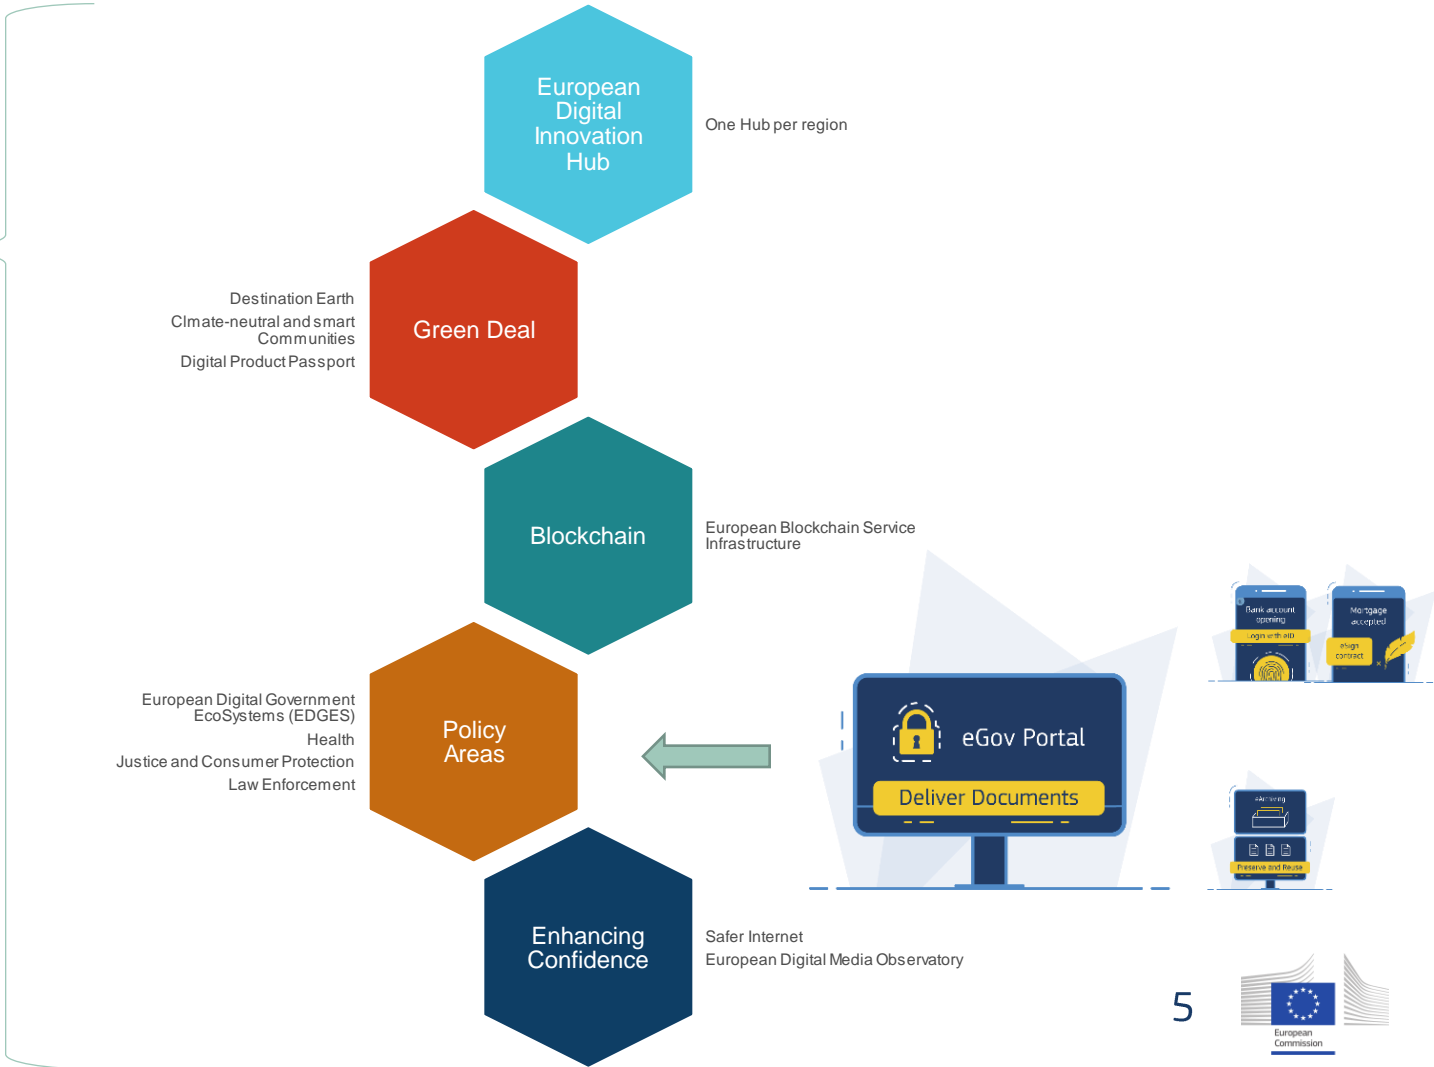 European
Digital
Innovation
Hub
One Hub per region
Destination Earth
Clmate-neutral and smart
Communities
Digital Product Passport
Green Deal
Blockchain
European Blockchain Service
Infrastructure
European Digital Government
EcoSystems (EDGES)
Health
Justice and Consumer Protection
Law Enforcement
Policy
Areas
eGov Portal
Deliver Documents
Bank account
opening
Login with eID
Mortgage
accepted
eSign
contract
eArchiving
Preserve and Reuse
Enhancing
Confidence
Safer Internet
European Digital Media Observatory
5
European
Commission